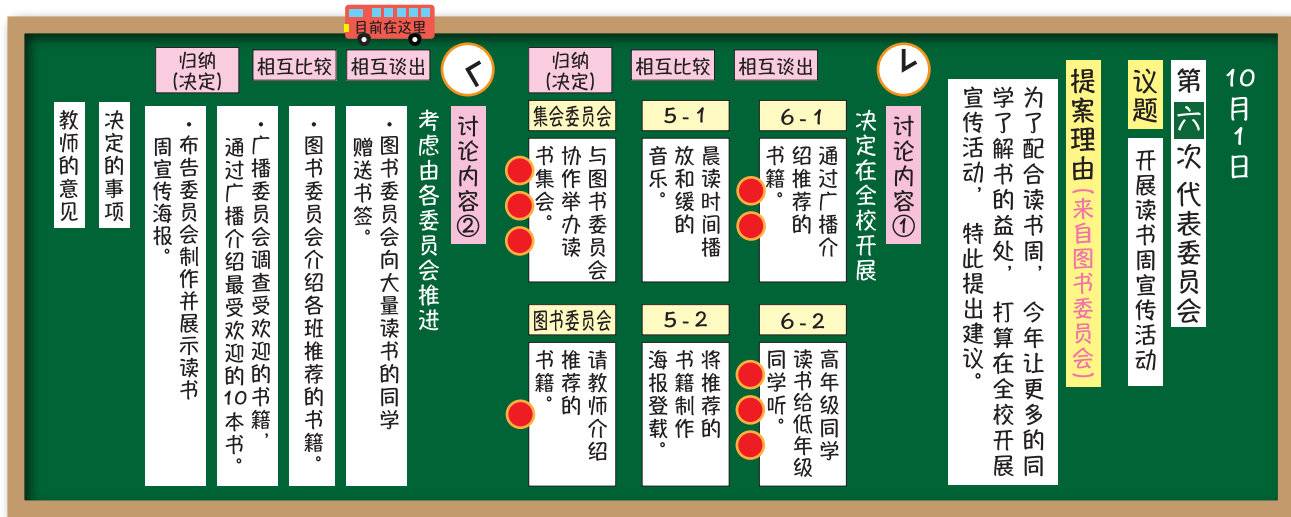 10月1日
第六次代表委员会
议题
开展读书周宣传活动
提案理由(来自图书委员会)
为了配合读书周，今年让更多的同
学了解书的益处，打算在全校开展
宣传活动，特此提出建议。
讨论内容①
决定在全校开展
相互谈出
相互比较
归纳
(决定)
6-1
通过广播介
绍推荐的
书籍。
6-2
高年级同学
读书给低年级
同学听。
5-1
晨读时间播
放和缓的
音乐。
5-2
将推荐的
书籍制作
海报登载。
集会委员会
与图书委员会
协作举办读
书集会。
图书委员会
请教师介绍
推荐的
书籍。
讨论内容②
考虑由各委员会推进
目前在这里
相互谈出
相互比较
归纳
(决定)
・图书委员会向大量读书的同学
赠送书签。
・图书委员会介绍各班推荐的书籍。
・广播委员会调查受欢迎的书籍，
通过广播介绍最受欢迎的10本书。
・布告委员会制作并展示读书
周宣传海报。
决定的事项
教师的意见